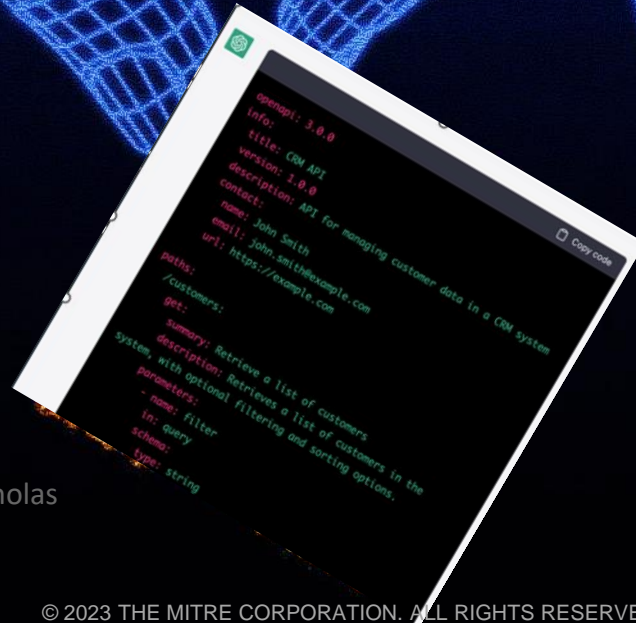 Copy code
openapi: 3.0.0
info:
title: CRM API
version: 1.0.0
description: API for managing customer data in a CRM system
contact:
name: John Smith
email: john.smith@example.com
url: https://example.com
paths:
/customers:
get:
summary: Retrieve a list of customers
description: Retrieves a list of customers in the
system, with optional filtering and sorting options.
parameters:
- name: filter
in: query
schema:
type: string
holas
© 2023 THE MITRE CORPORATION. ALL RIGHTS RESERVE